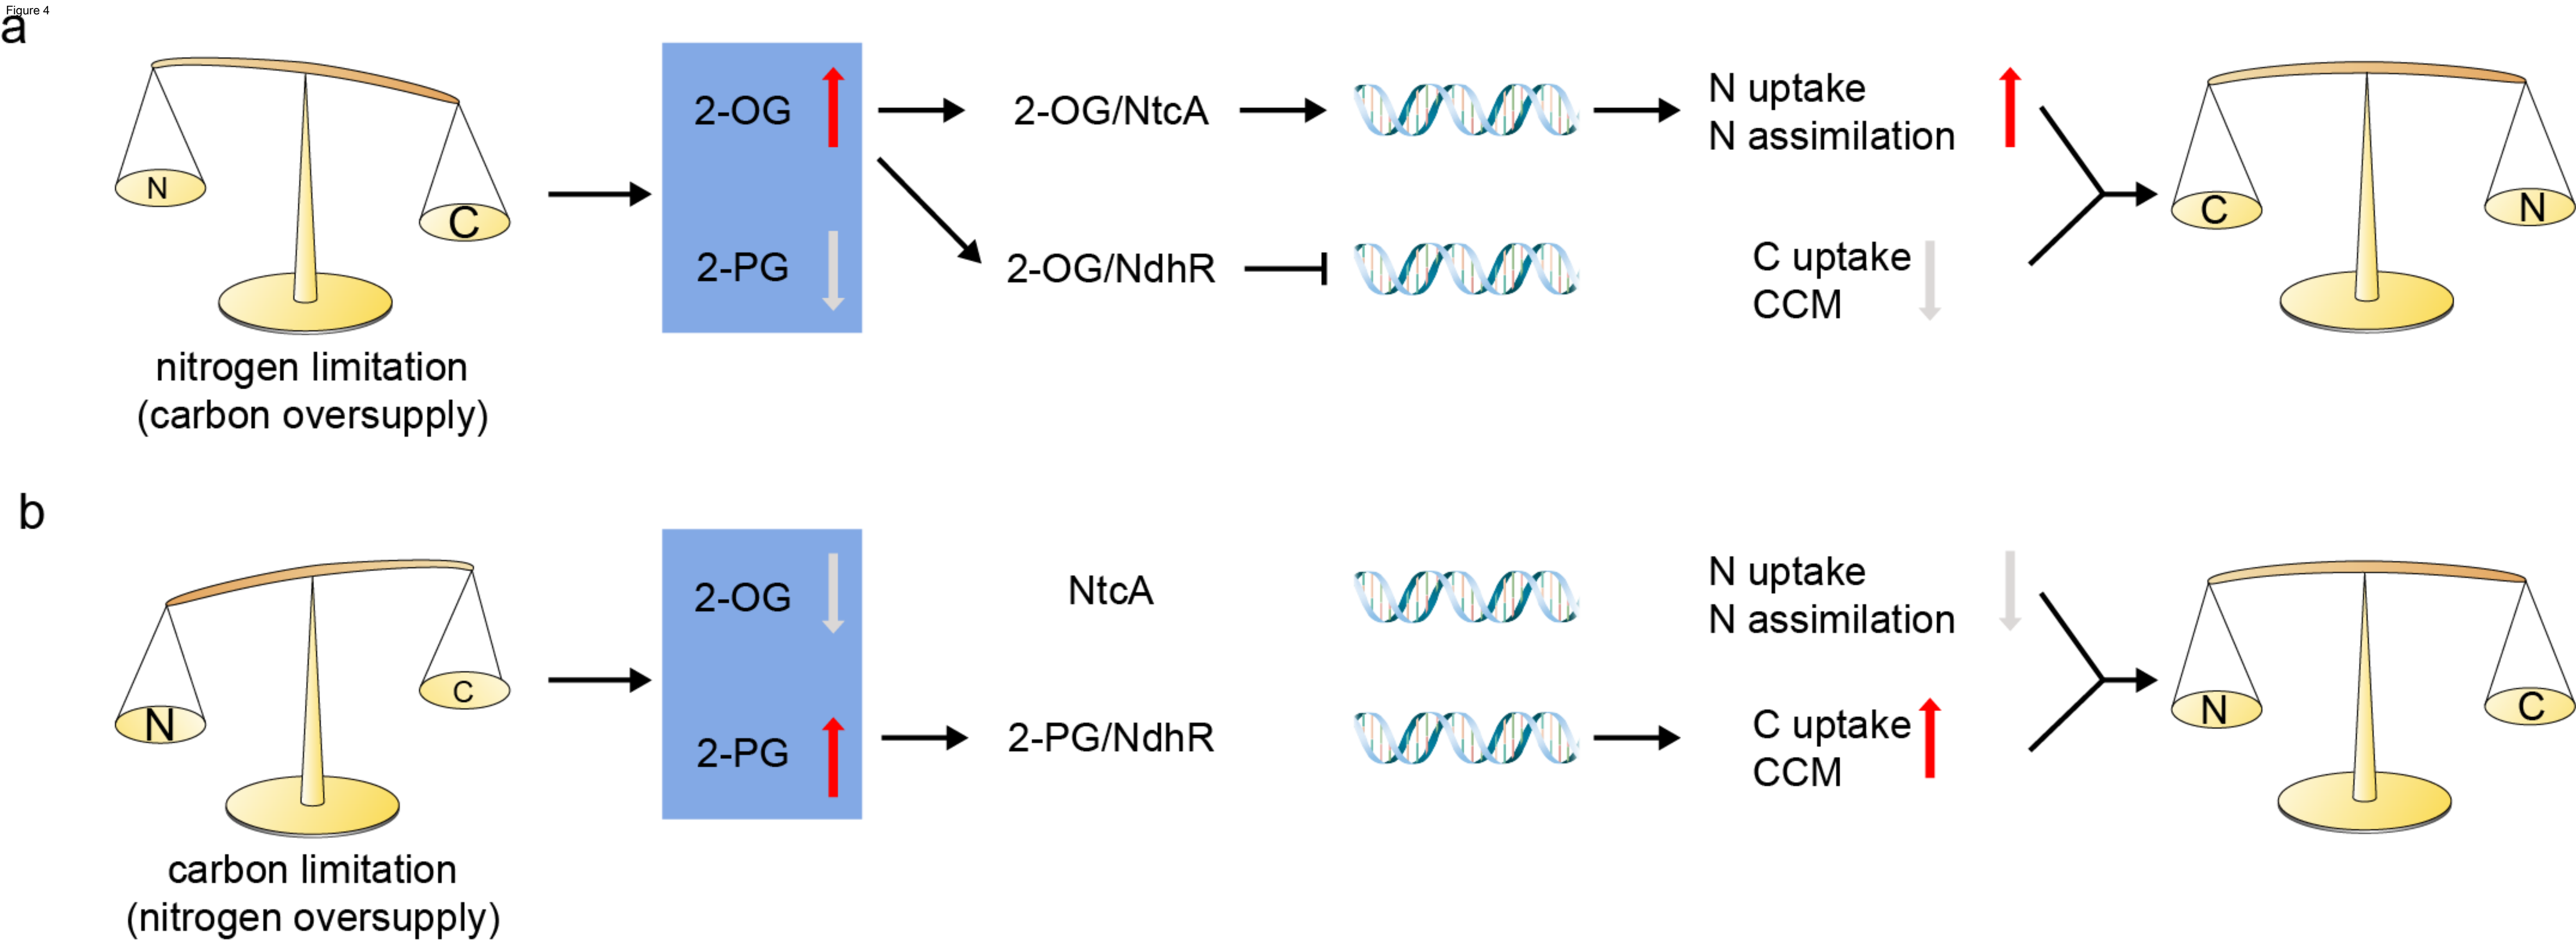 Figure 4
a
N
C
nitrogen limitation
(carbon oversupply)
2-OG
2-PG
2-OG/NtcA
2-OG/NdhR
N uptake
N assimilation
C uptake
CCM
C
N
b
N
C
carbon limitation
(nitrogen oversupply)
2-OG
2-PG
NtcA
2-PG/NdhR
N uptake
N assimilation
C uptake
CCM
N
C